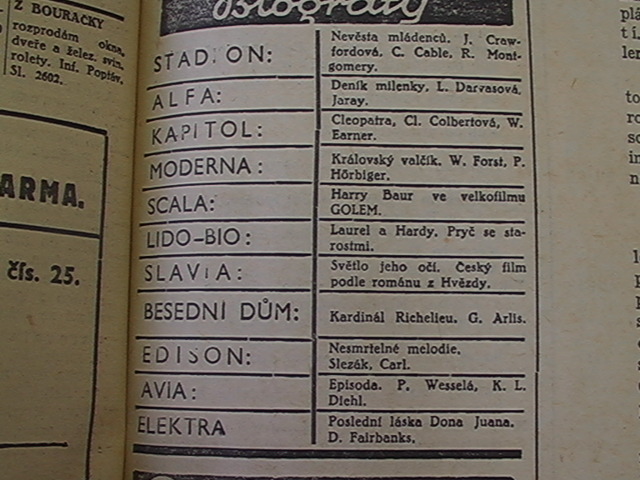 Z BOURAČKY
rozprodám okna,
dveře a želez. svin.
rolety. Inf. Poptáv.
Sl. 2602.
ARMA.
čís. 25.
Biografy
STADION:
Nevěsta mládenců. J. Craw-
fordová, C. Cable, R. Mont-
gomery.
ALFA:
Deník milenky, L. Darvasová,
Jaray.
KAPITOL:
Cleopatra, Cl. Colbertová, W.
Earner.
MODERNA:
Královský valčík. W. Forst, P.
Hörbiger.
SCALA:
Harry Baur ve velkofilmu
GOLEM.
LIDO-BIO:
Laurel a Hardy, Pryč se sta-
rostmi.
SLAVIA:
Světlo jeho očí. Český film
podle románu z Hvězdy.
BESEDNI DŮM:
Kardinál Richelieu. G. Arlis.
EDISON:
Nesmrtelné melodie.
Slezák, Carl.
AVIA:
Episoda. P. Wesselá, K. L.
Diehl.
ELEKTRA
Poslední láska Dona Juana.
D. Fairbanks.